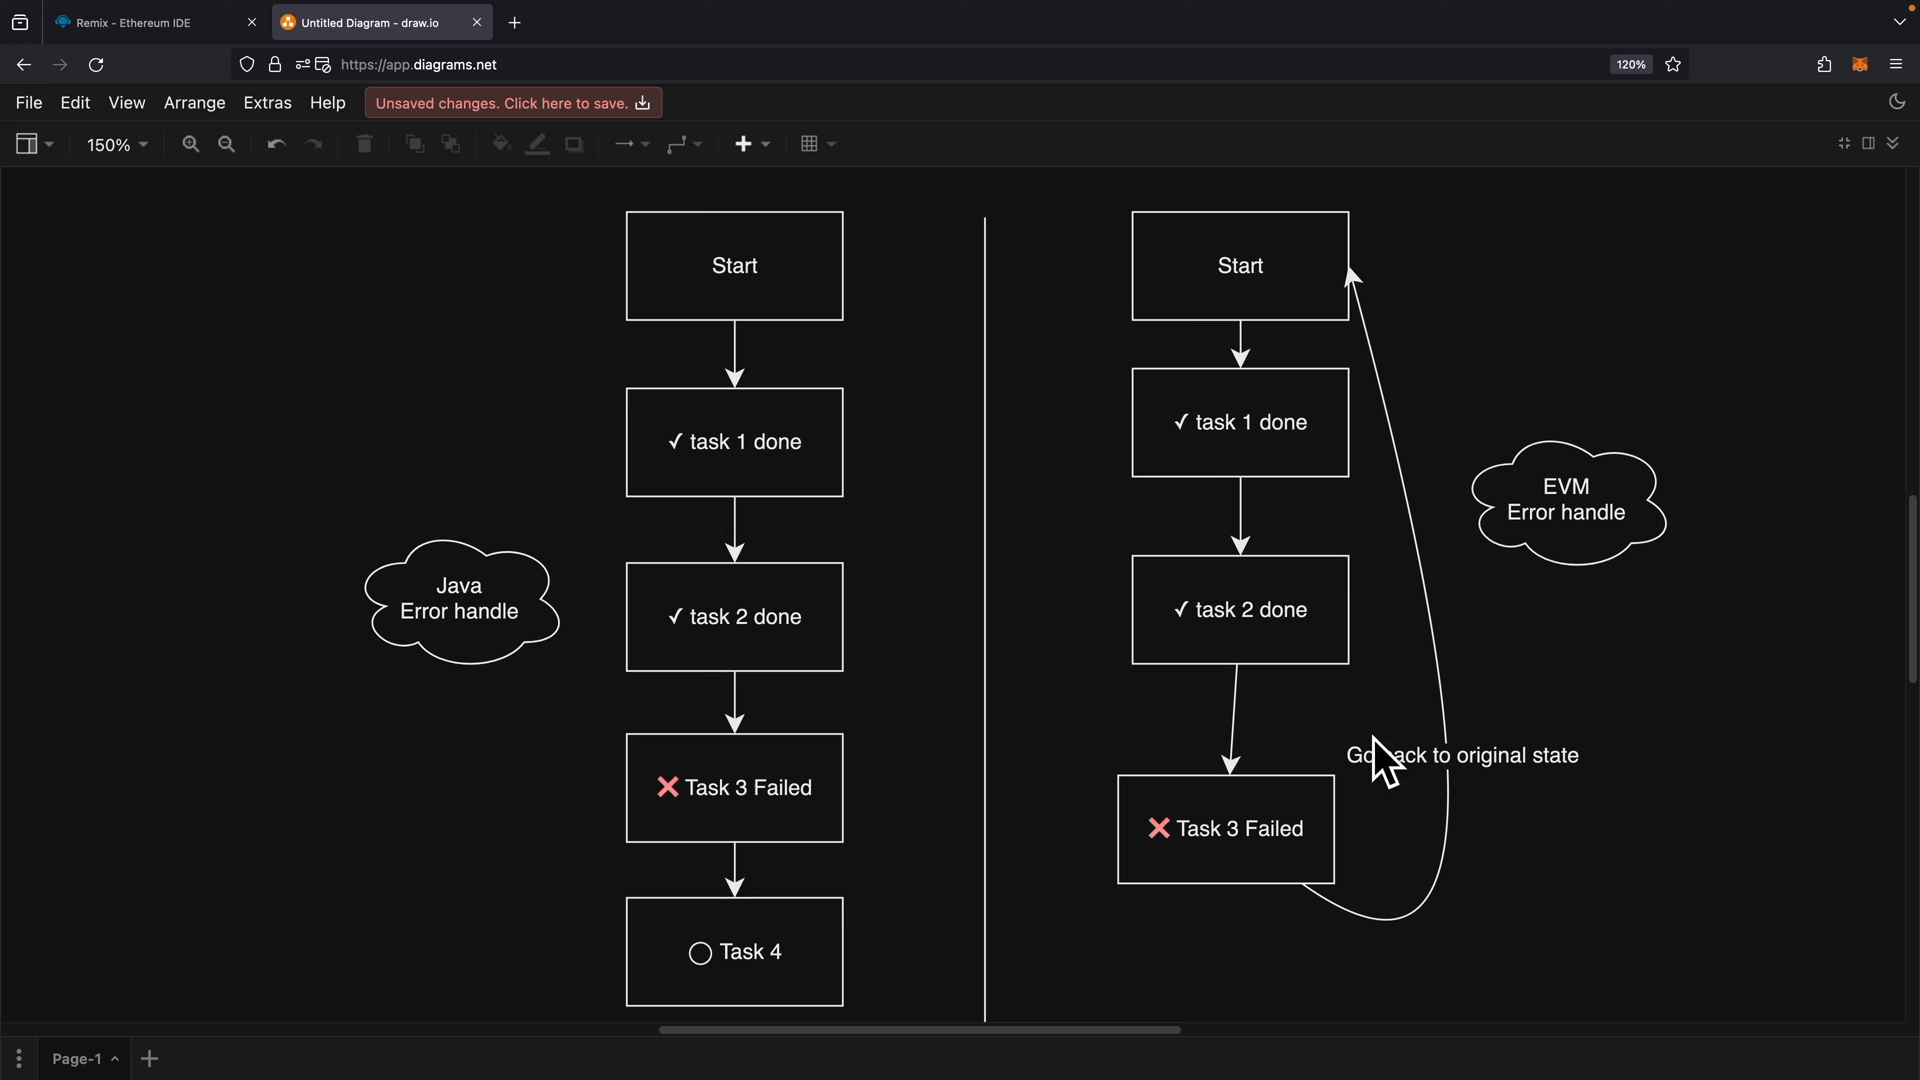 Remix - Ethereum IDE
Untitled Diagram - draw.io
https://app.diagrams.net
120%
File Edit View Arrange Extras Help
Unsaved changes. Click here to save.
150%
Start
✓ task 1 done
✓ task 2 done
❌ Task 3 Failed
◯ Task 4
Java
Error handle
Start
✓ task 1 done
✓ task 2 done
❌ Task 3 Failed
to original state
EVM
Error handle
Page-1